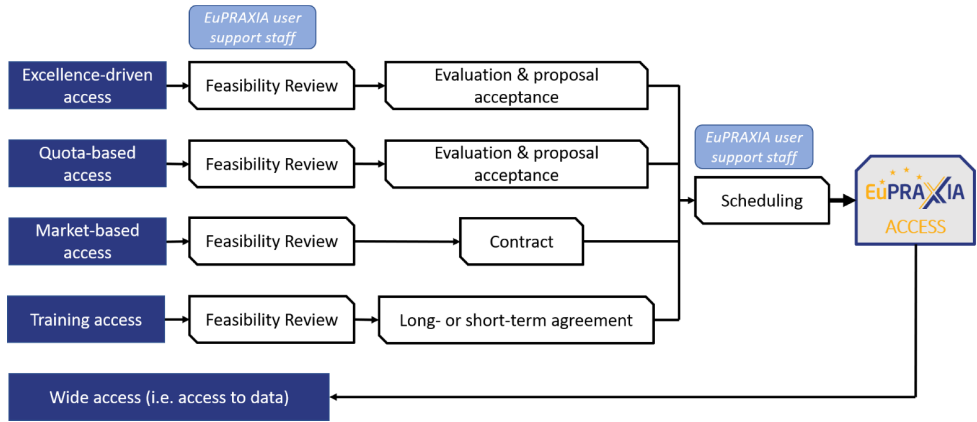 EuPRAXIA user
support staff
Excellence-driven
access
Feasibility Review
Evaluation & proposal
acceptance
Quota-based
access
Feasibility Review
Evaluation & proposal
acceptance
EuPRAXIA user
support staff
Scheduling
EuPRAXIA
ACCESS
Market-based
access
Feasibility Review
Contract
Training access
Feasibility Review
Long- or short-term agreement
Wide access (i.e. access to data)